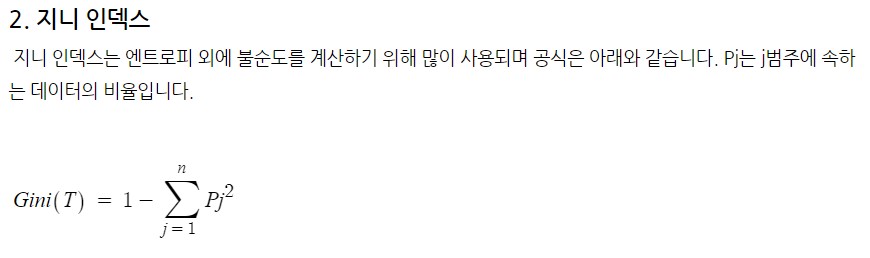 2. 지니 인덱스
지니 인덱스는 엔트로피 외에 불순도를 계산하기 위해 많이 사용되며 공식은 아래와 같습니다. Pj는 j범주에 속하
는 데이터의 비율입니다.
n
Gini(T) = 1 − ∑ Pj²
j = 1